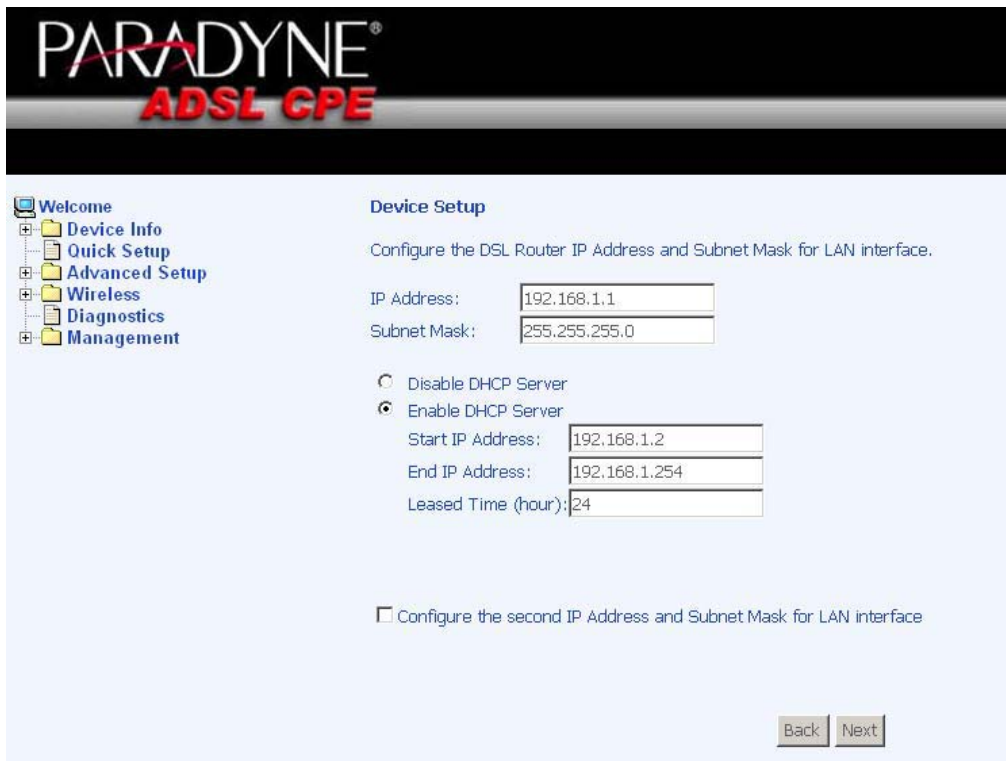 PARADYNE®
ADSL CPE
Welcome
Device Info
Quick Setup
Advanced Setup
Wireless
Diagnostics
Management
Device Setup
Configure the DSL Router IP Address and Subnet Mask for LAN interface.
IP Address: 192.168.1.1
Subnet Mask: 255.255.255.0
Disable DHCP Server
Enable DHCP Server
Start IP Address: 192.168.1.2
End IP Address: 192.168.1.254
Leased Time (hour): 24
Configure the second IP Address and Subnet Mask for LAN interface
Back Next